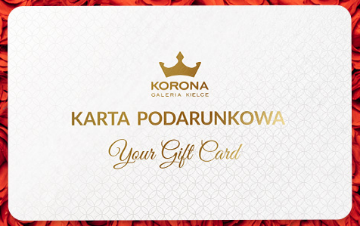 KORONA
GALERIA KIELCE
KARTA PODARUNKOWA
Your Gift Card